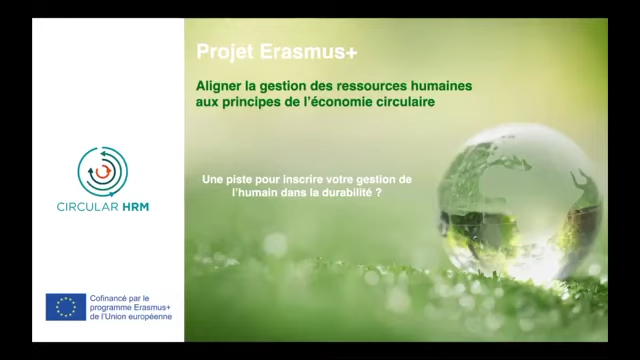 Projet Erasmus+
Aligner la gestion des ressources humaines
aux principes de l'économie circulaire
Une piste pour inscrire votre gestion de
l'humain dans la durabilité ?
CIRCULAR HRM
Cofinancé par le
programme Erasmus+
de l'Union européenne